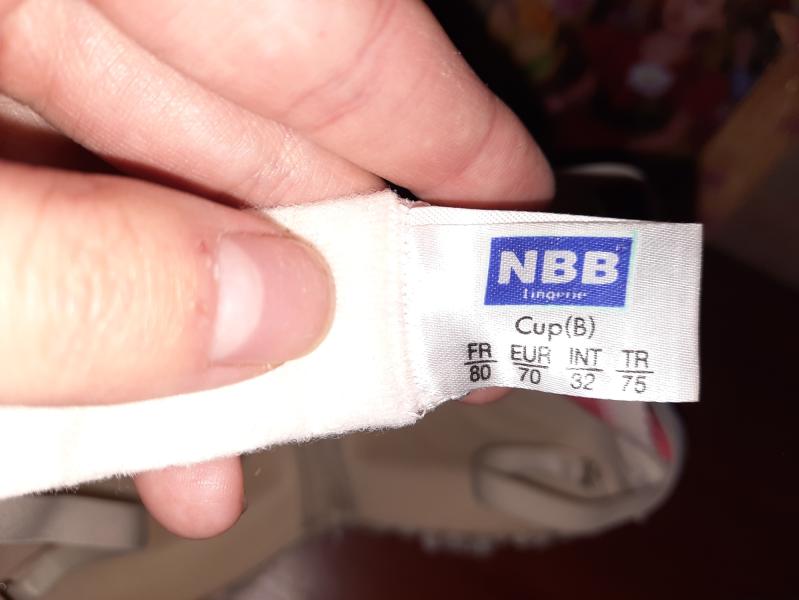 NBB
Lingerie
Cup(B)
FR EUR INT TR
80 70 32 75